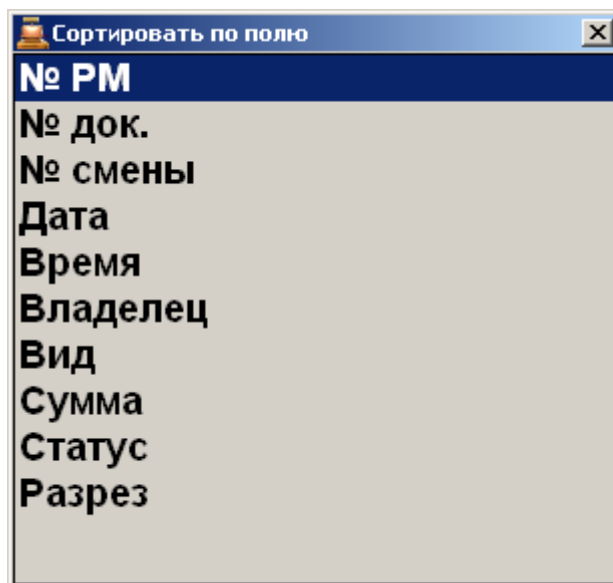 Сортировать по полю
№ РМ
№ док.
№ смены
Дата
Время
Владелец
Вид
Сумма
Статус
Разрез